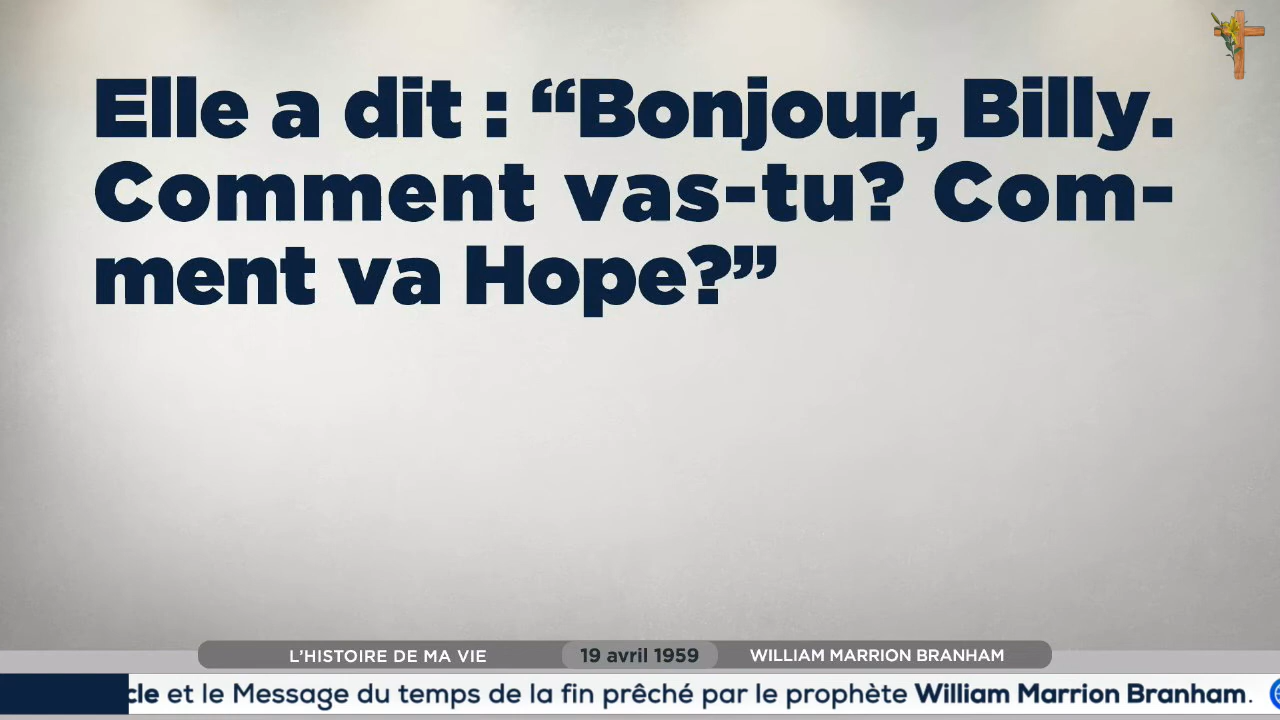 Elle a dit : “Bonjour, Billy.
Comment vas-tu? Com-
ment va Hope?”
L’HISTOIRE DE MA VIE 19 avril 1959 WILLIAM MARRION BRANHAM
et le Message du temps de la fin prêché par le prophète William Marrion Branham.